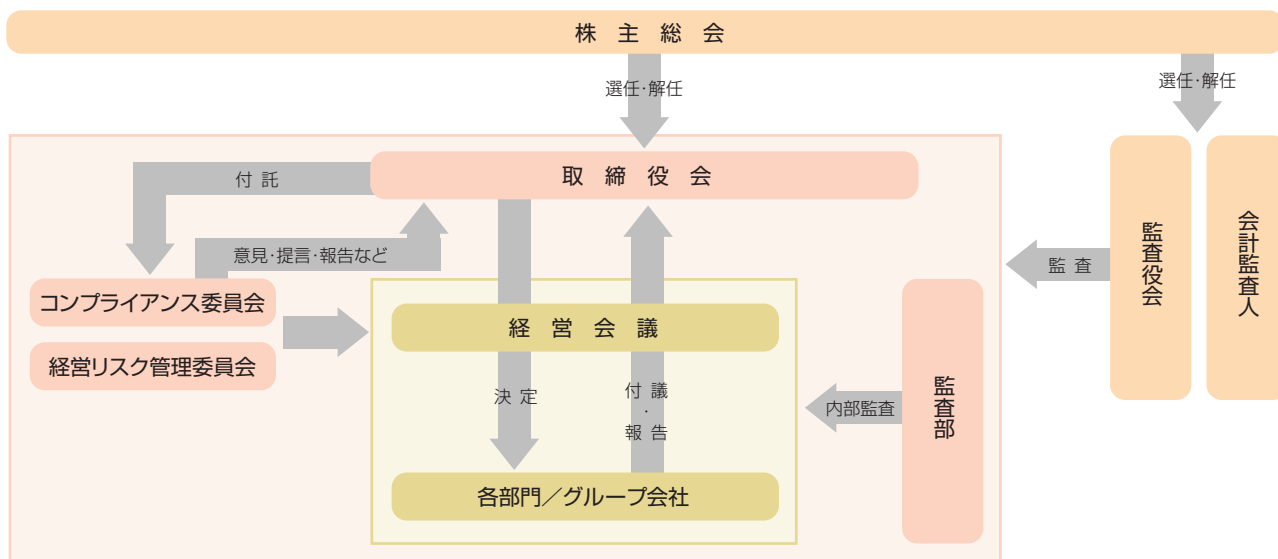 株主総会
選任・解任
選任・解任
取締役会
付託
意見・提言・報告など
コンプライアンス委員会
経営リスク管理委員会
経営会議
決定
付議
・
報告
各部門／グループ会社
内部監査
監査部
監査
監査役会
会計監査人